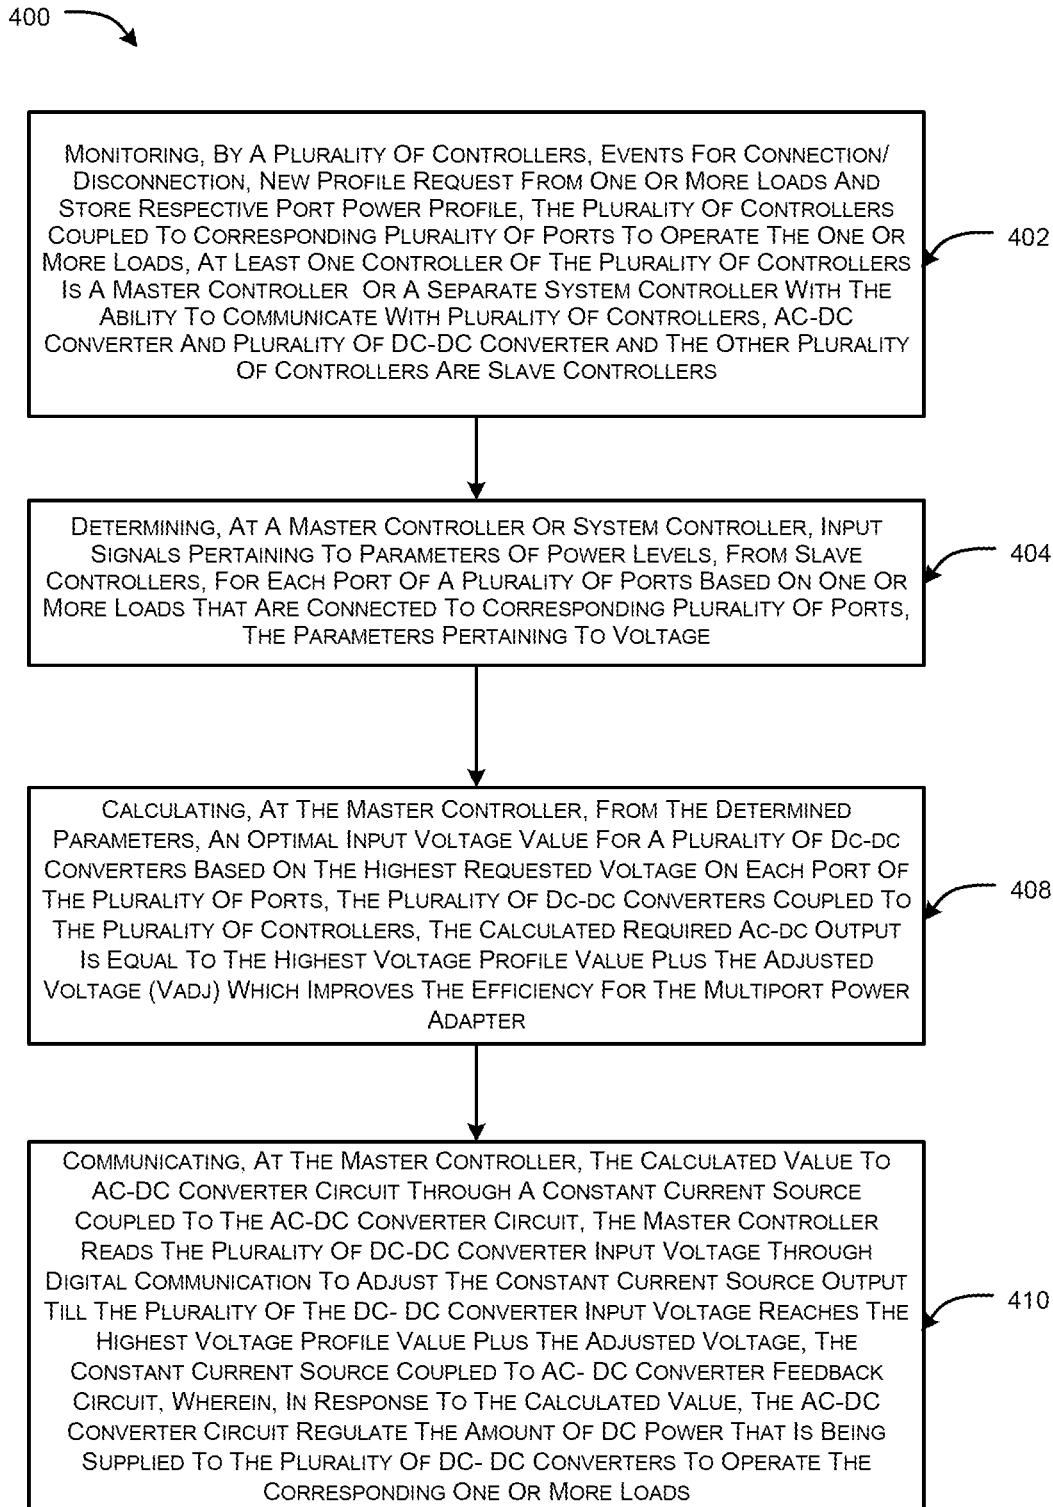 400
MONITORING, BY A PLURALITY OF CONTROLLERS, EVENTS FOR CONNECTION/
DISCONNECTION, NEW PROFILE REQUEST FROM ONE OR MORE LOADS AND
STORE RESPECTIVE PORT POWER PROFILE, THE PLURALITY OF CONTROLLERS
COUPLED TO CORRESPONDING PLURALITY OF PORTS TO OPERATE THE ONE OR
MORE LOADS, AT LEAST ONE CONTROLLER OF THE PLURALITY OF CONTROLLERS
IS A MASTER CONTROLLER OR A SEPARATE SYSTEM CONTROLLER WITH THE
ABILITY TO COMMUNICATE WITH PLURALITY OF CONTROLLERS, AC-DC
CONVERTER AND PLURALITY OF DC-DC CONVERTER AND THE OTHER PLURALITY
OF CONTROLLERS ARE SLAVE CONTROLLERS
402
DETERMINING, AT A MASTER CONTROLLER OR SYSTEM CONTROLLER, INPUT
SIGNALS PERTAINING TO PARAMETERS OF POWER LEVELS, FROM SLAVE
CONTROLLERS, FOR EACH PORT OF A PLURALITY OF PORTS BASED ON ONE OR
MORE LOADS THAT ARE CONNECTED TO CORRESPONDING PLURALITY OF PORTS,
THE PARAMETERS PERTAINING TO VOLTAGE
404
CALCULATING, AT THE MASTER CONTROLLER, FROM THE DETERMINED
PARAMETERS, AN OPTIMAL INPUT VOLTAGE VALUE FOR A PLURALITY OF DC-DC
CONVERTERS BASED ON THE HIGHEST REQUESTED VOLTAGE ON EACH PORT OF
THE PLURALITY OF PORTS, THE PLURALITY OF DC-DC CONVERTERS COUPLED TO
THE PLURALITY OF CONTROLLERS, THE CALCULATED REQUIRED AC-DC OUTPUT
IS EQUAL TO THE HIGHEST VOLTAGE PROFILE VALUE PLUS THE ADJUSTED
VOLTAGE (VADJ) WHICH IMPROVES THE EFFICIENCY FOR THE MULTIPORT POWER
ADAPTER
408
COMMUNICATING, AT THE MASTER CONTROLLER, THE CALCULATED VALUE TO
AC-DC CONVERTER CIRCUIT THROUGH A CONSTANT CURRENT SOURCE
COUPLED TO THE AC-DC CONVERTER CIRCUIT, THE MASTER CONTROLLER
READS THE PLURALITY OF DC-DC CONVERTER INPUT VOLTAGE THROUGH
DIGITAL COMMUNICATION TO ADJUST THE CONSTANT CURRENT SOURCE OUTPUT
TILL THE PLURALITY OF THE DC- DC CONVERTER INPUT VOLTAGE REACHES THE
HIGHEST VOLTAGE PROFILE VALUE PLUS THE ADJUSTED VOLTAGE, THE
CONSTANT CURRENT SOURCE COUPLED TO AC- DC CONVERTER FEEDBACK
CIRCUIT, WHEREIN, IN RESPONSE TO THE CALCULATED VALUE, THE AC-DC
CONVERTER CIRCUIT REGULATE THE AMOUNT OF DC POWER THAT IS BEING
SUPPLIED TO THE PLURALITY OF DC- DC CONVERTERS TO OPERATE THE
CORRESPONDING ONE OR MORE LOADS
410